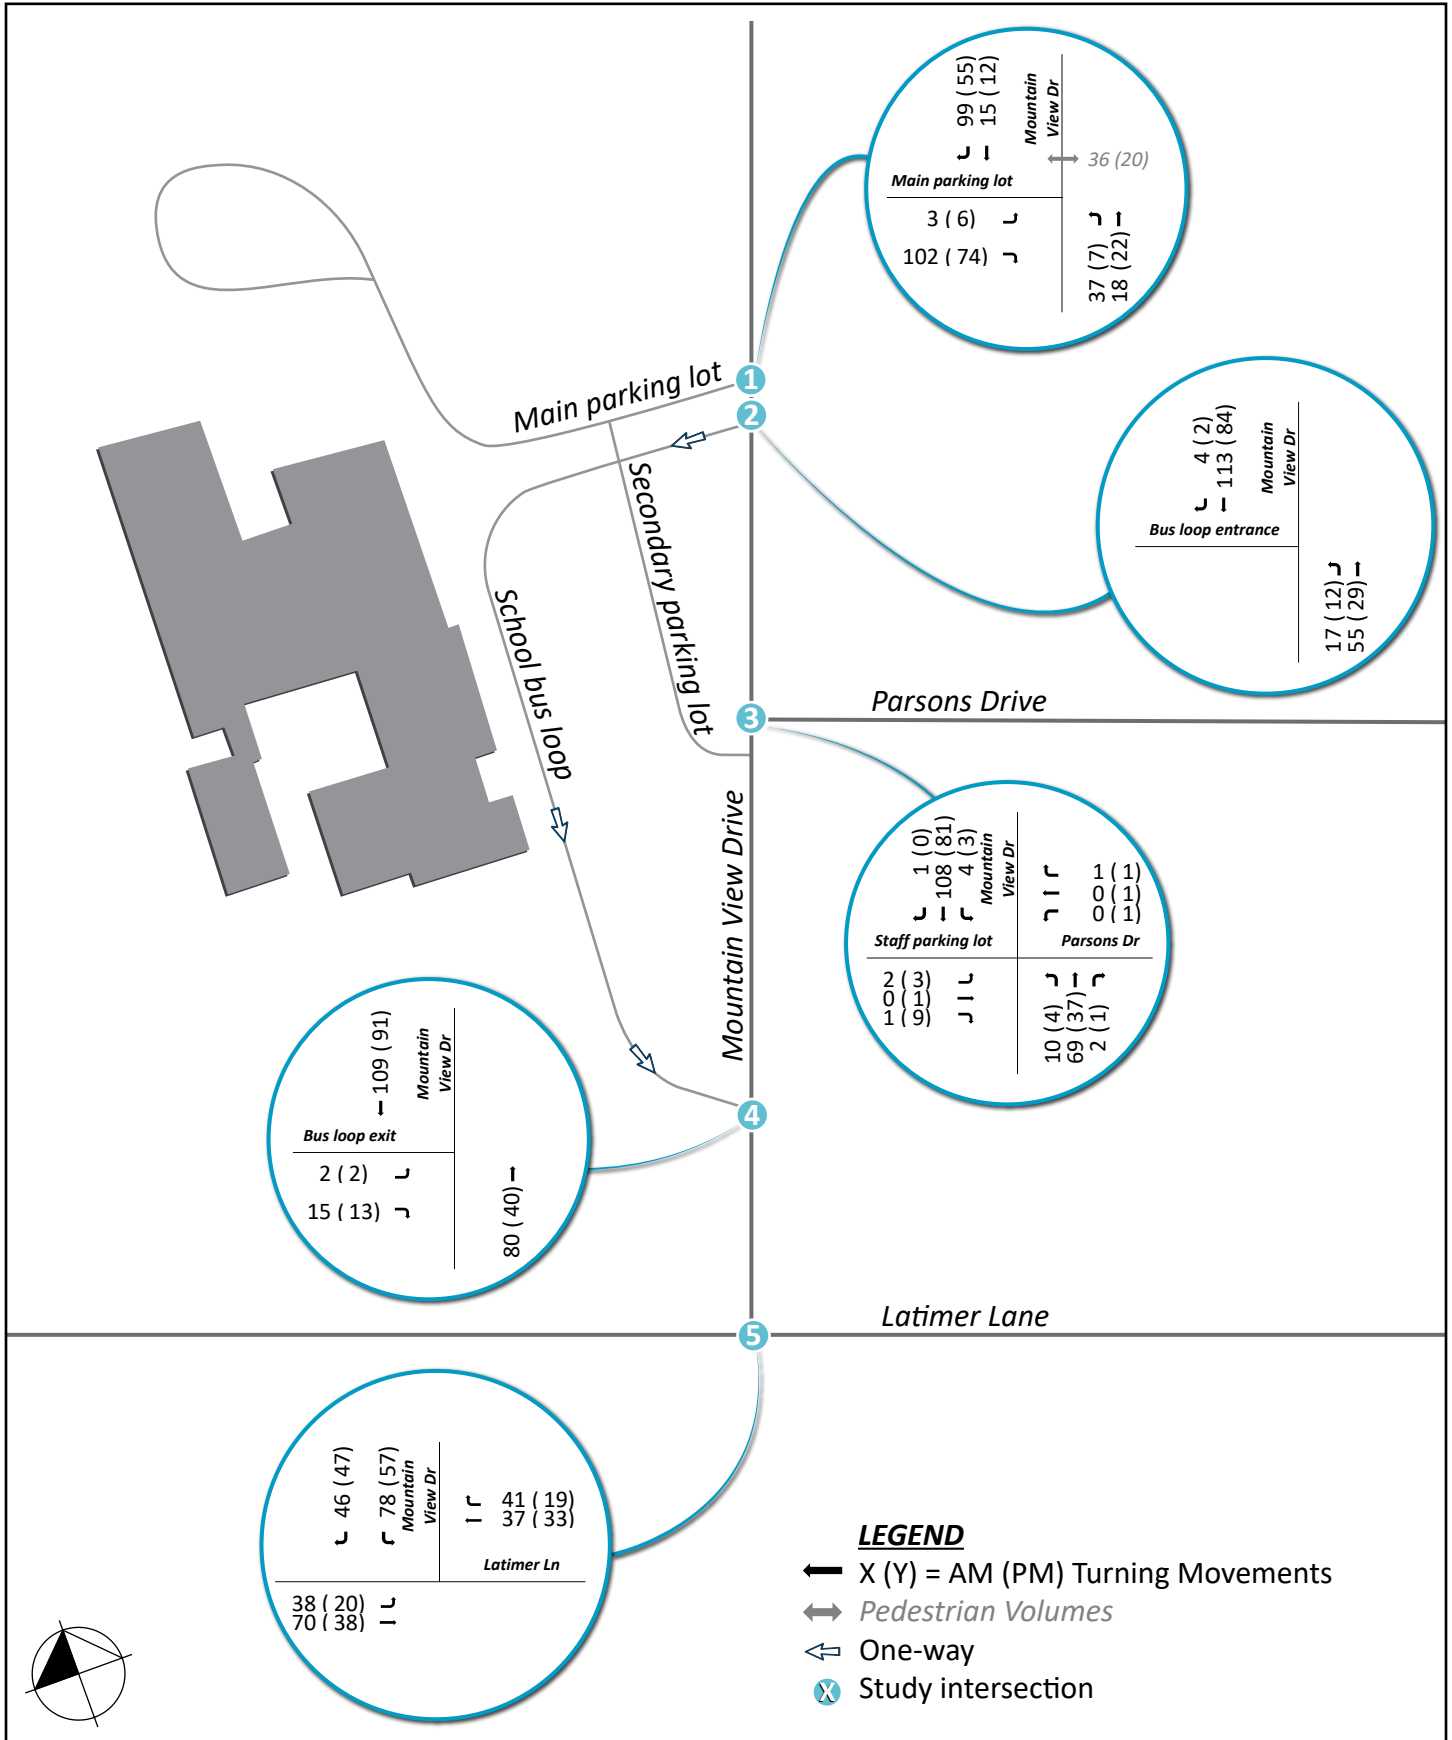 99 (55)
15 (12)
Mountain
View Dr
36 (20)
Main parking lot
3 ( 6)
102 ( 74)
37 (7)
18 (22)
1
Main parking lot
2
4 ( 2)
113 ( 84)
Mountain
View Dr
Bus loop entrance
17 ( 12)
55 ( 29)
Secondary parking lot
School bus loop
3
Parsons Drive
Mountain View Drive
1 (0)
108 (81)
4 (3)
Mountain
View Dr
1 ( 1)
0 ( 1)
0 ( 1)
Staff parking lot
Parsons Dr
2 ( 3)
0 ( 1)
1 ( 9)
10 (4)
69 (37)
2 (1)
109 ( 91)
Mountain
View Dr
Bus loop exit
2 ( 2)
15 ( 13)
80 ( 40)
4
Latimer Lane
5
46 (47)
78 (57)
Mountain
View Dr
41 ( 19)
37 ( 33)
Latimer Ln
38 ( 20)
70 ( 38)
LEGEND
X (Y) = AM (PM) Turning Movements
Pedestrian Volumes
One-way
X Study intersection